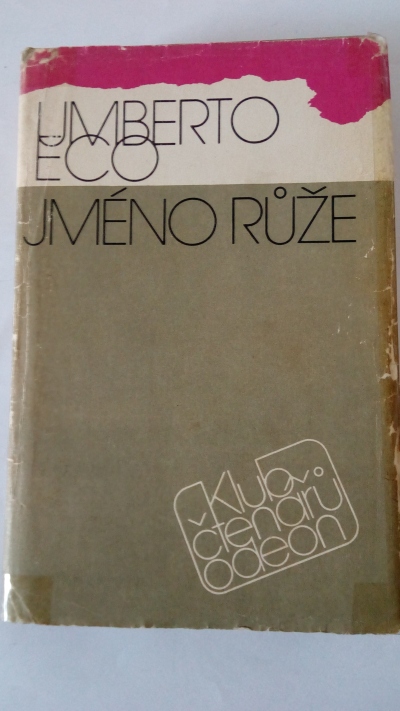 UMBERTO
ECO
JMÉNO RŮŽE
Klub
čtenářů
odeon